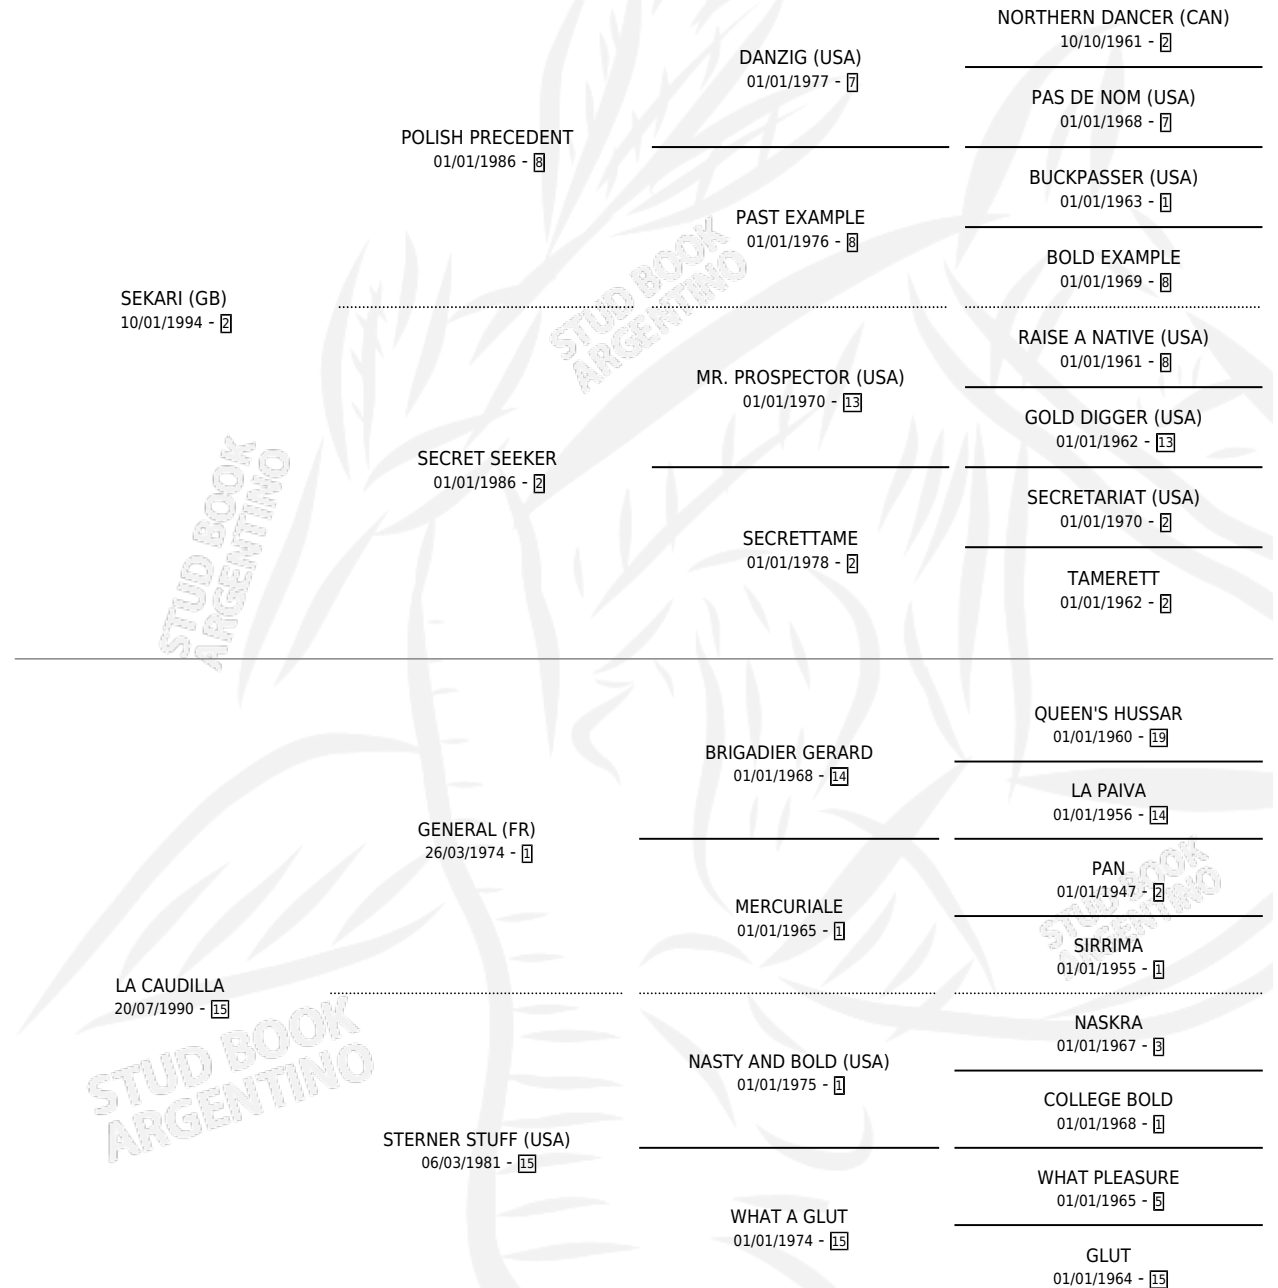 NORTHERN DANCER (CAN)
10/10/1961 - 2
DANZIG (USA)
01/01/1977 - 7
PAS DE NOM (USA)
01/01/1968 - 7
POLISH PRECEDENT
01/01/1986 - 8
BUCKPASSER (USA)
01/01/1963 - 1
PAST EXAMPLE
01/01/1976 - 8
BOLD EXAMPLE
01/01/1969 - 8
SEKARI (GB)
10/01/1994 - 2
STUD BOOK
ARGENTINO
RAISE A NATIVE (USA)
01/01/1961 - 8
MR. PROSPECTOR (USA)
01/01/1970 - 13
GOLD DIGGER (USA)
01/01/1962 - 13
SECRET SEEKER
01/01/1986 - 2
SECRETARIAT (USA)
01/01/1970 - 2
SECRETTAME
01/01/1978 - 2
TAMERETT
01/01/1962 - 2
STUD BOOK
ARGENTINO
QUEEN'S HUSSAR
01/01/1960 - 19
BRIGADIER GERARD
01/01/1968 - 14
LA PAIVA
01/01/1956 - 14
GENERAL (FR)
26/03/1974 - 1
PAN
01/01/1947 - 2
STUD BOOK
ARGENTINO
MERCURIALE
01/01/1965 - 1
SIRRIMA
01/01/1955 - 1
LA CAUDILLA
20/07/1990 - 15
NASKRA
01/01/1967 - 3
STUD BOOK
ARGENTINO
NASTY AND BOLD (USA)
01/01/1975 - 1
COLLEGE BOLD
01/01/1968 - 1
STERNER STUFF (USA)
06/03/1981 - 15
WHAT PLEASURE
01/01/1965 - 5
WHAT A GLUT
01/01/1974 - 15
GLUT
01/01/1964 - 15